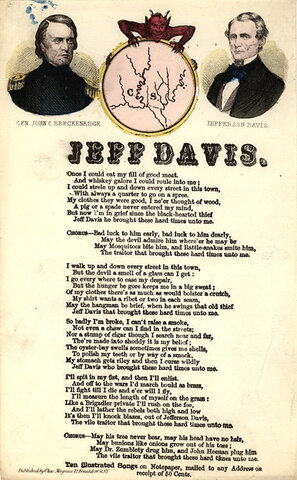 GEN. JOHN C. BRECKENRIDGE
C S
JEFFERSON DAVIS.
JEFF DAVIS.
Once I could eat my fill of good meat,
And whiskey galore I could roule into me;
I could steele up and down every street in this town,
With always a quarter to go on a spree.
My clothes they were good, I ne'er thought of wood,
A pig or a spade never entered my mind,
But now I'm in grief since the black-hearted thief
Jeff Davis he brought these hard times unto me.
CHORUS—Bad luck to him early, bad luck to him dearly,
May the devil admire him where'er he may be
May Mosquitoes bite him, and Rattle-snakes smite him,
The traitor that brought these hard times unto me.
I walk up and down every street in this town,
But the devil a smell of a glass can I get;
I go every where to ease my despair,
But the hunger be gore keeps me in a big sweat;
Of my clothes there's as much as would bolster a crutch,
My shirt wants a ribet or two in each seam,
May the hangman be brief, when he swings that old thief
Jeff Davis that brought these hard times unto me.
So badly I'm broke, I can't raise a smoke,
Not even a chaw can I find in the streets;
Nor a stump of cigar though I search near and far,
The're made into shoddy it is my belief;
The oyster-bay swells sometimes gives me shells,
To polish my teeth or by way of a smack,
My stomach gets riley and then I curse wildly
Jeff Davis who brought these hard times unto me.
I'll spit in my fist, and then I'll enlist,
And off to the wars I'd march bould as brass,
I'll fight till I die and e'er will I fly,
I'll measure the length of myself on the grass:
Like a Brigadier private I'll rush on the foe,
And I'll lather the rebels both high and low
It's then I'll knock blazes, out of Jefferson Davis,
The vile traitor that brought these hard times unto me.
CHORUS—May his tree never bear, may his head have no hair,
May bunions like onions grow out of his toes;
May Dr. Zumblety drug him, and John Heenan plug him
The vile traitor that brought these hard times unto me.
Ten Illustrated Songs on Notepaper, mailed to any Address on
receipt of 50 Cents.
Published by Chas. Magnus 12 Frankfort St. NY